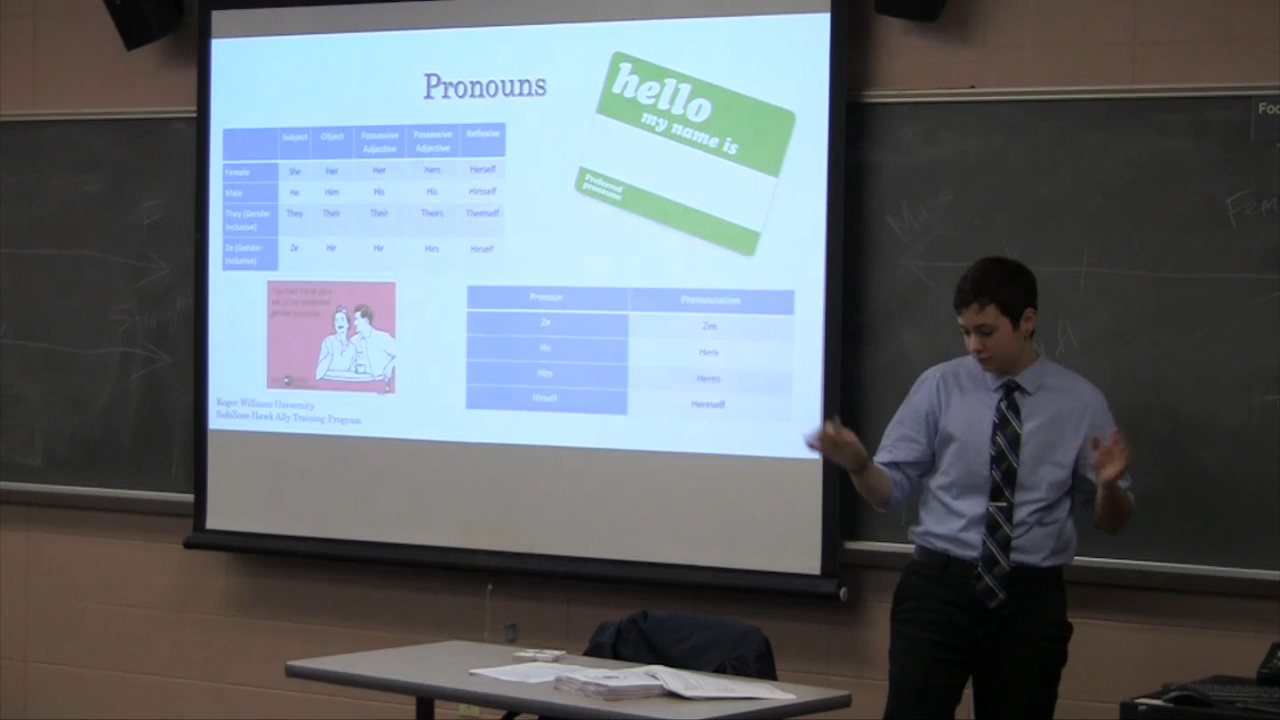 Pronouns
hello
my name is
Preferred
pronouns:
Subject Object Possessive Adjective Possessive Adjective Reflexive
Female She Her Her Hers Herself
Male He Him His His Himself
They (Gender Inclusive) They Their Their Theirs Themself
Ze (Gender Inclusive) Ze Hir Hir Hirs Hirself
Pronoun Pronunciation
Ze Zee
Hir Here
Hirs Heres
Hirself Hereself
gender pronoun.
Roger Williams University
SafeZone Hawk Ally Training Program
Foc